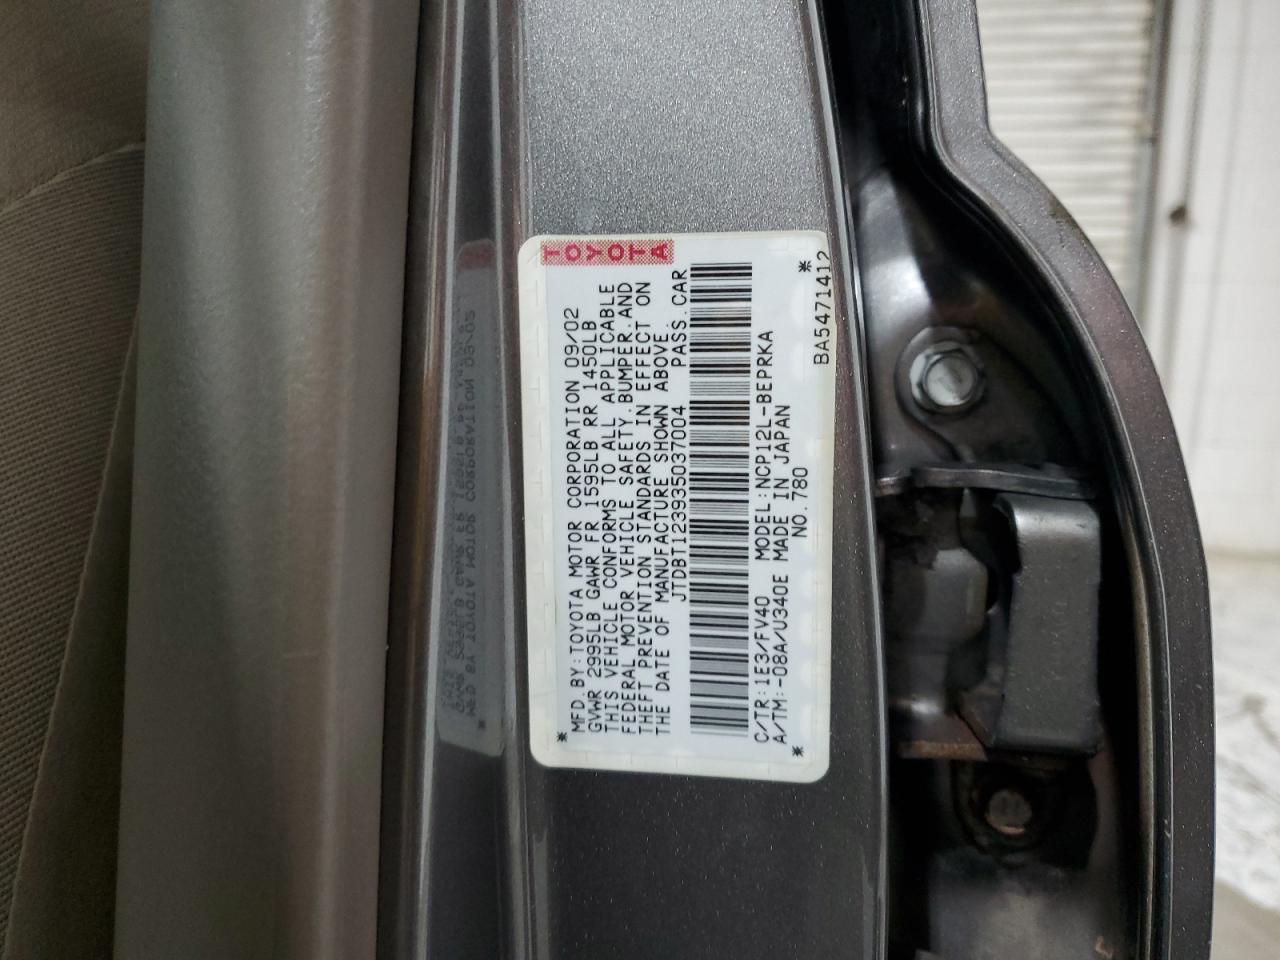 TOYOTA
MFD. BY: TOYOTA MOTOR CORPORATION 09/02
GVWR 2995LB GAWR FR 1595LB RR 1450LB
THIS VEHICLE CONFORMS TO ALL APPLICABLE
FEDERAL MOTOR VEHICLE SAFETY. BUMPER. AND
THEFT PREVENTION STANDARDS IN EFFECT ON
THE DATE OF MANUFACTURE SHOWN ABOVE.
JTDBT123935037004 PASS. CAR
C/TR: 1E3/FV40 MODEL: NCP12L-BEPRKA
A/TM: -08A/U340E MADE IN JAPAN
NO. 780
BA5471412